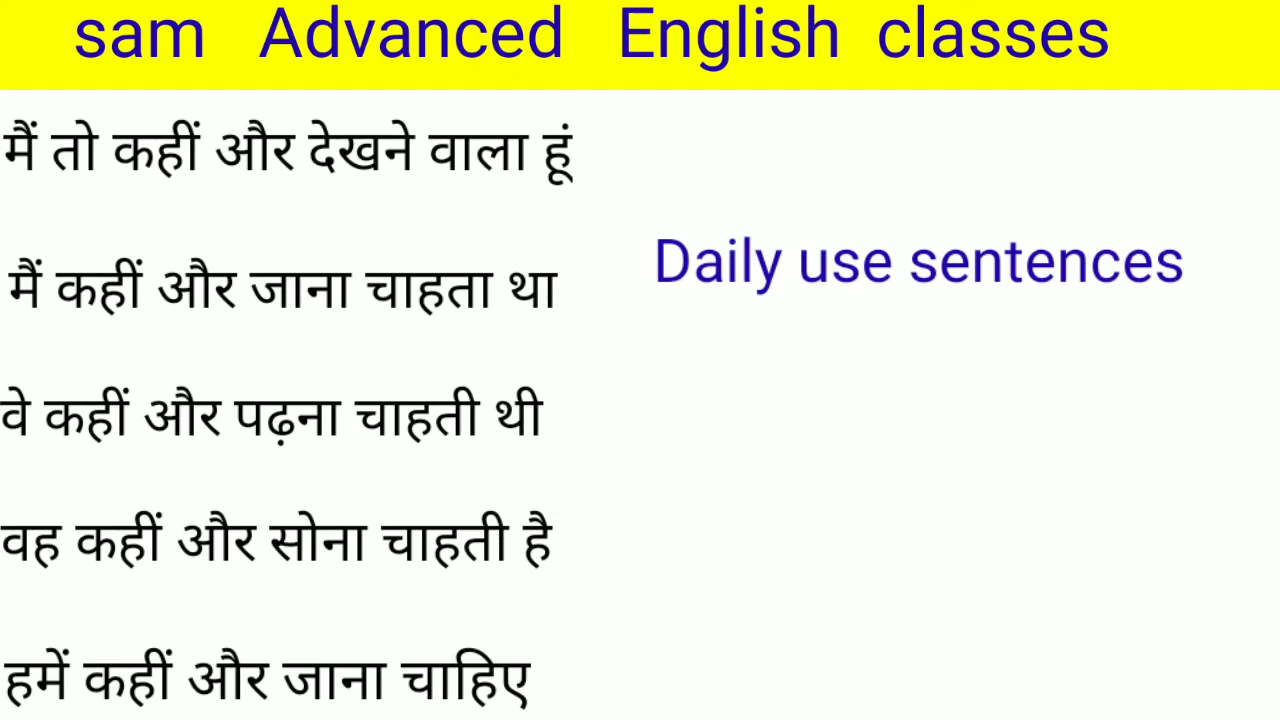 sam Advanced English classes
मैं तो कहीं और देखने वाला हूं
Daily use sentences
मैं कहीं और जाना चाहता था
वे कहीं और पढ़ना चाहती थी
वह कहीं और सोना चाहती है
हमें कहीं और जाना चाहिए